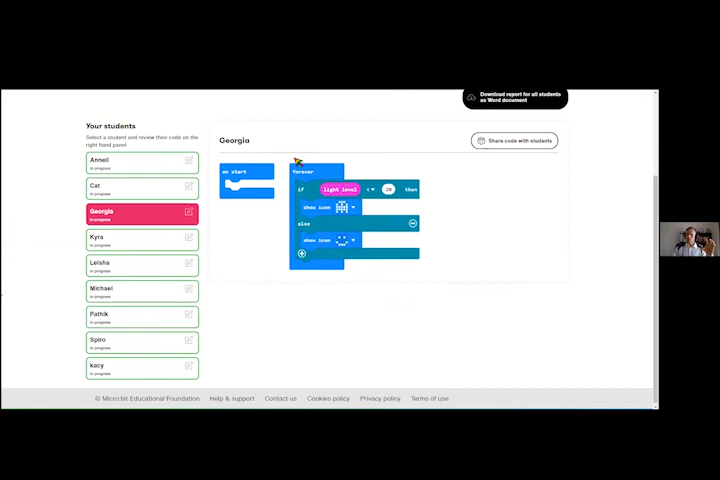 Download report for all students
as Word document
Your students
Select a student and review their code on the
right hand panel
Georgia
Share code with students
Annell
In progress
Cat
In progress
Georgia
In progress
Kyra
In progress
Leisha
In progress
Michael
In progress
Pathik
In progress
Spiro
In progress
kacy
In progress
on start
forever
if light level < then
show icon
else
show icon
© Micro:bit Educational Foundation Help & support Contact us Cookies policy Privacy policy Terms of use